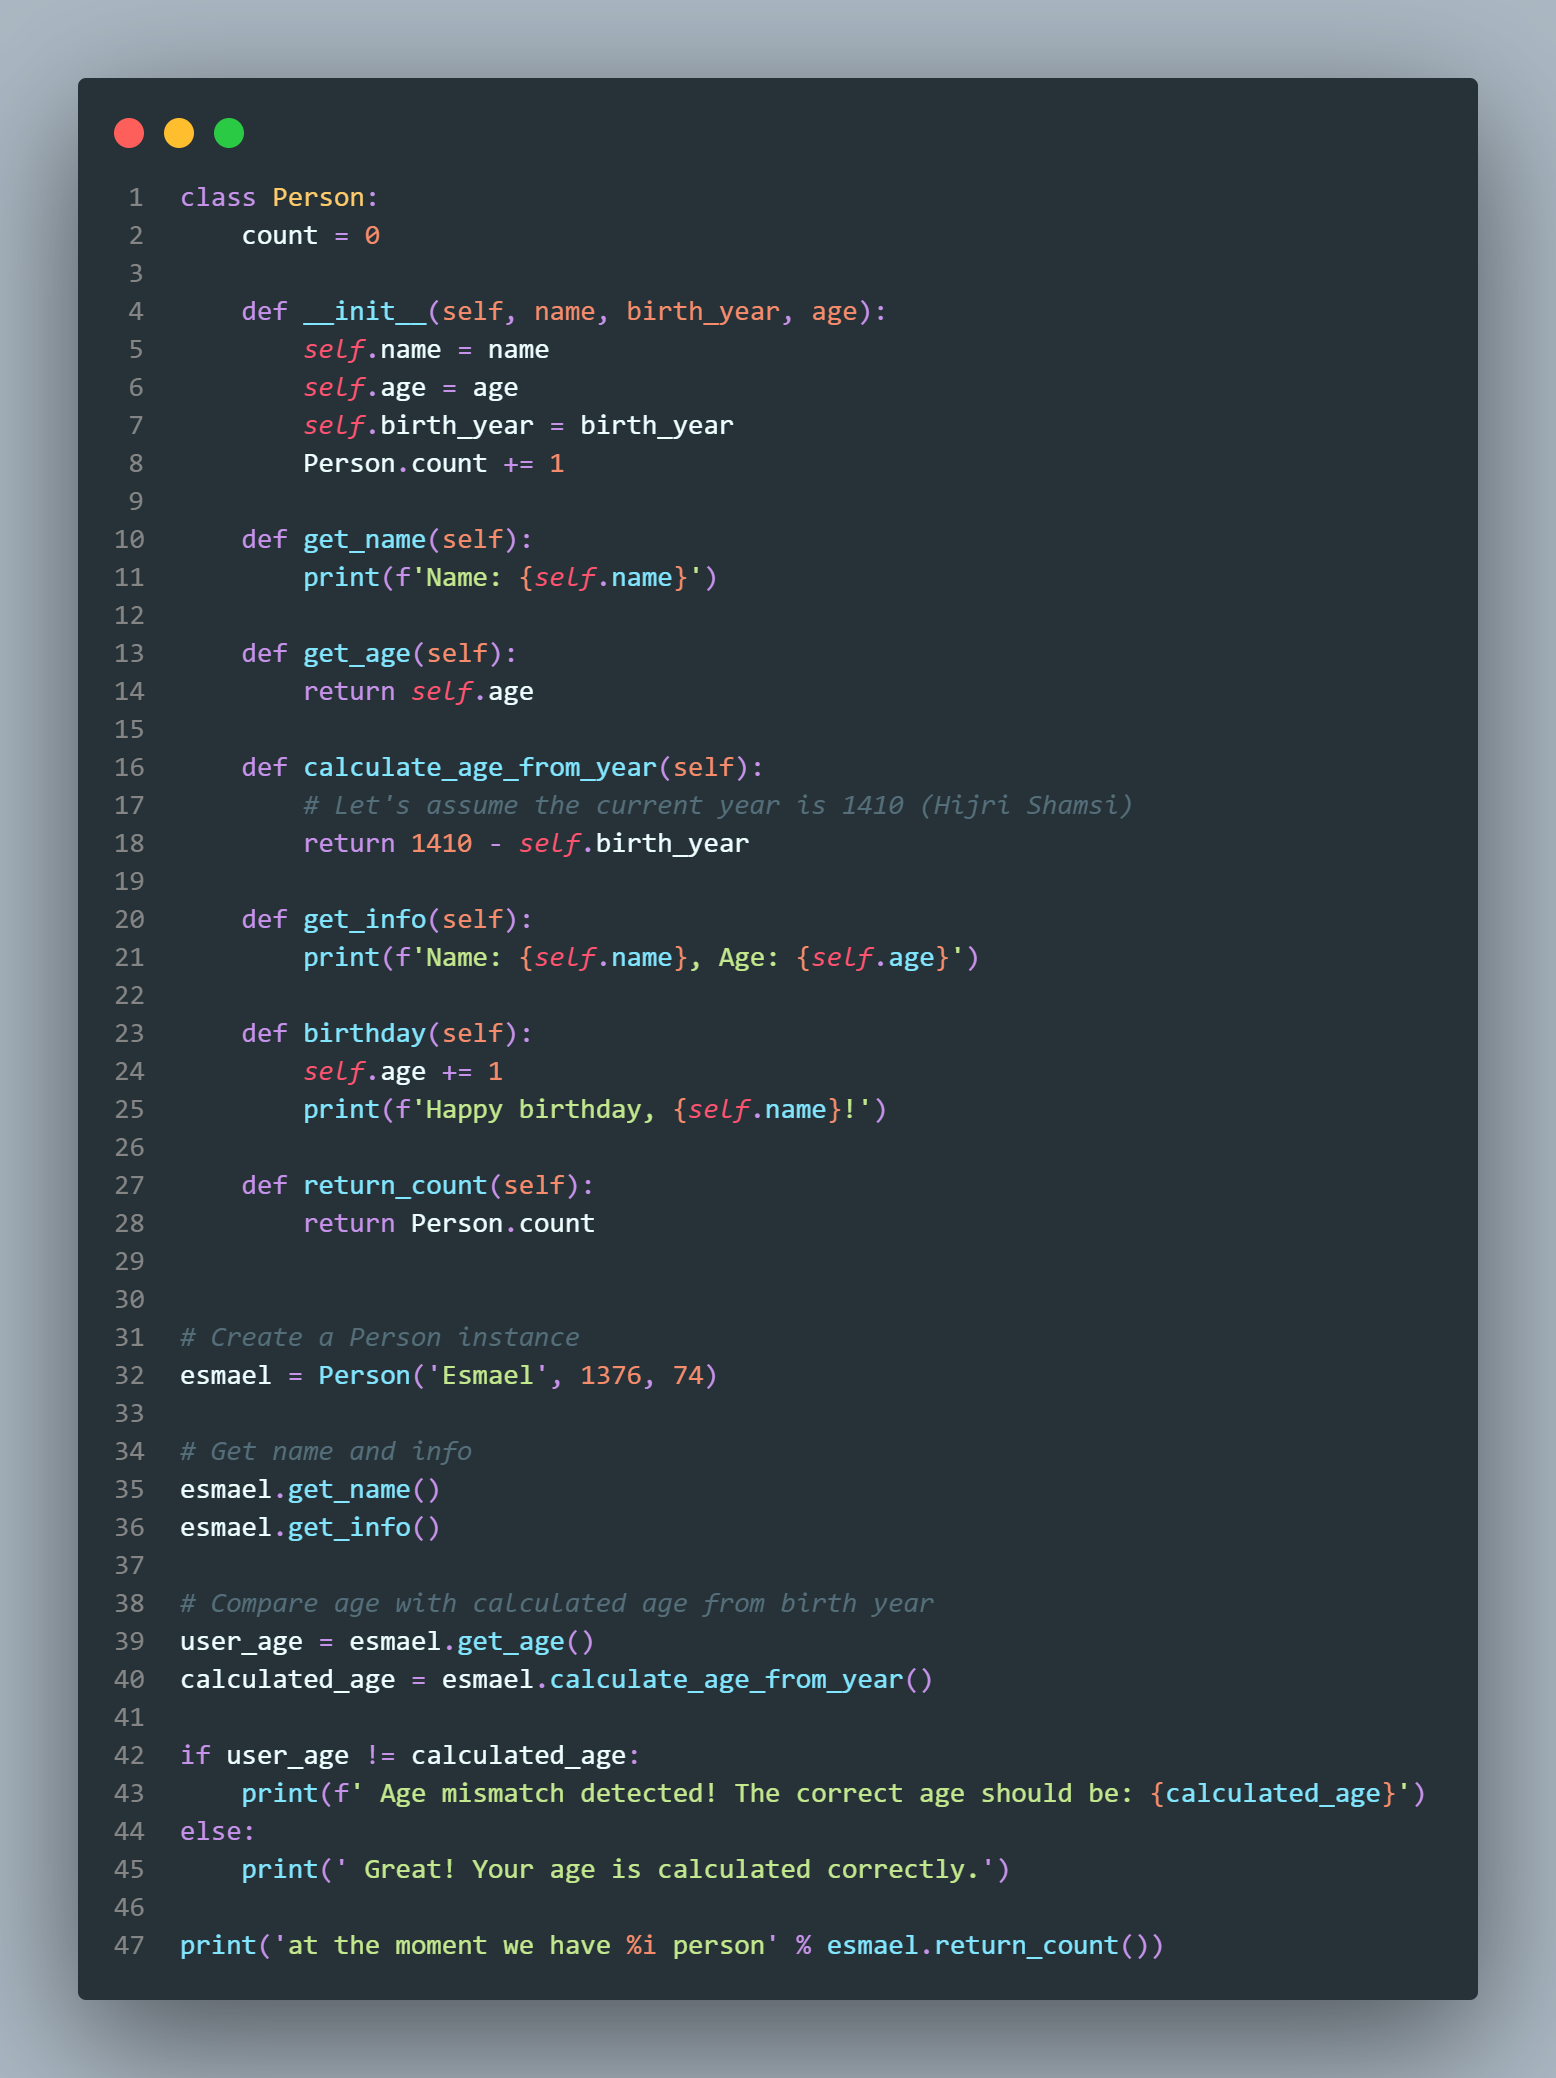 1 class Person:
2     count = 0
3
4     def __init__(self, name, birth_year, age):
5         self.name = name
6         self.age = age
7         self.birth_year = birth_year
8         Person.count += 1
9
10     def get_name(self):
11         print(f'Name: {self.name}')
12
13     def get_age(self):
14         return self.age
15
16     def calculate_age_from_year(self):
17         # Let's assume the current year is 1410 (Hijri Shamsi)
18         return 1410 - self.birth_year
19
20     def get_info(self):
21         print(f'Name: {self.name}, Age: {self.age}')
22
23     def birthday(self):
24         self.age += 1
25         print(f'Happy birthday, {self.name}!')
26
27     def return_count(self):
28         return Person.count
29
30
31 # Create a Person instance
32 esmael = Person('Esmael', 1376, 74)
33
34 # Get name and info
35 esmael.get_name()
36 esmael.get_info()
37
38 # Compare age with calculated age from birth year
39 user_age = esmael.get_age()
40 calculated_age = esmael.calculate_age_from_year()
41
42 if user_age != calculated_age:
43     print(f' Age mismatch detected! The correct age should be: {calculated_age}')
44 else:
45     print(' Great! Your age is calculated correctly.')
46
47 print('at the moment we have %i person' % esmael.return_count())